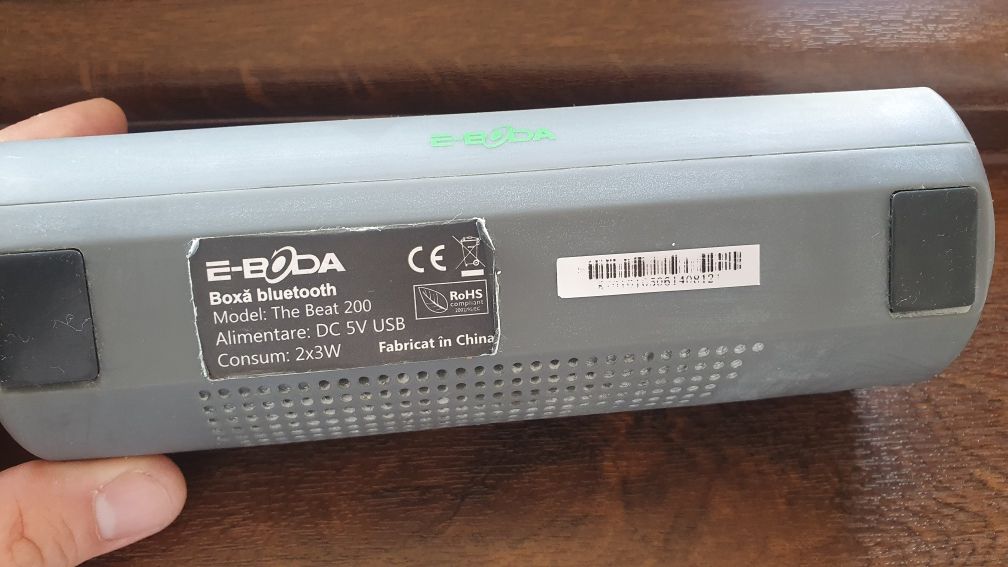 E-BODA
E-BODA
CE
Boxă bluetooth
Model: The Beat 200
RoHS
compliant
Alimentare: DC 5V USB
Consum: 2x3W
Fabricat în China